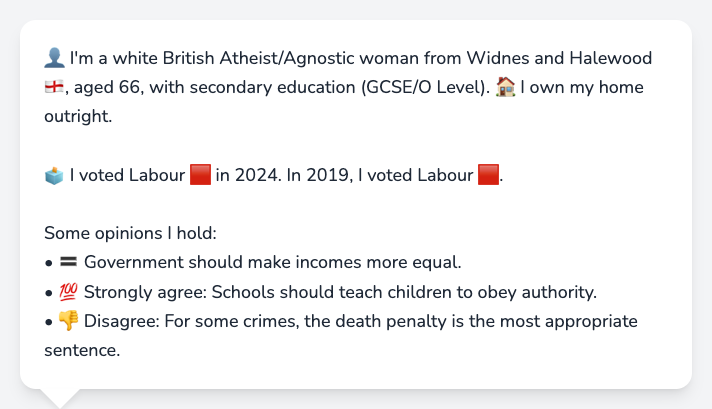 👤 I'm a white British Atheist/Agnostic woman from Widnes and Halewood
🏴󠁧󠁢󠁥󠁮󠁧󠁿, aged 66, with secondary education (GCSE/O Level). 🏠 I own my home
outright.
🗳️ I voted Labour 🟥 in 2024. In 2019, I voted Labour 🟥.
Some opinions I hold:
• 🟰 Government should make incomes more equal.
• 💯 Strongly agree: Schools should teach children to obey authority.
• 👎 Disagree: For some crimes, the death penalty is the most appropriate
sentence.